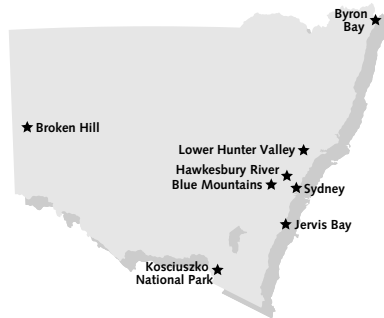 Byron
Bay
Broken Hill
Lower Hunter Valley
Hawkesbury River
Blue Mountains
Sydney
Jervis Bay
Kosciuszko
National Park